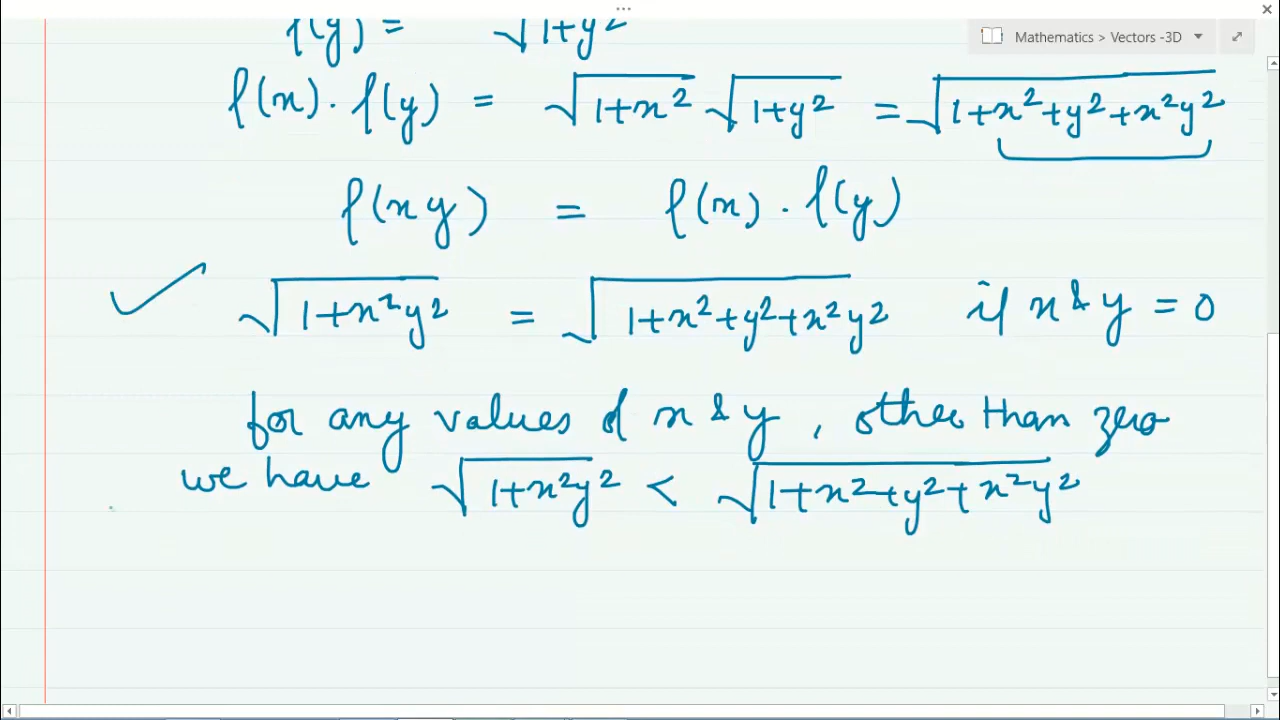 f(y) = √1+y²
Mathematics > Vectors -3D
f(x) . f(y) = √1+x² √1+y² = √1+x²+y²+x²y²
f(xy) = f(x) . f(y)
√1+x²y² = √1+x²+y²+x²y² if x & y = 0
for any values of x & y , other than zero
we have √1+x²y² < √1+x²+y²+x²y²